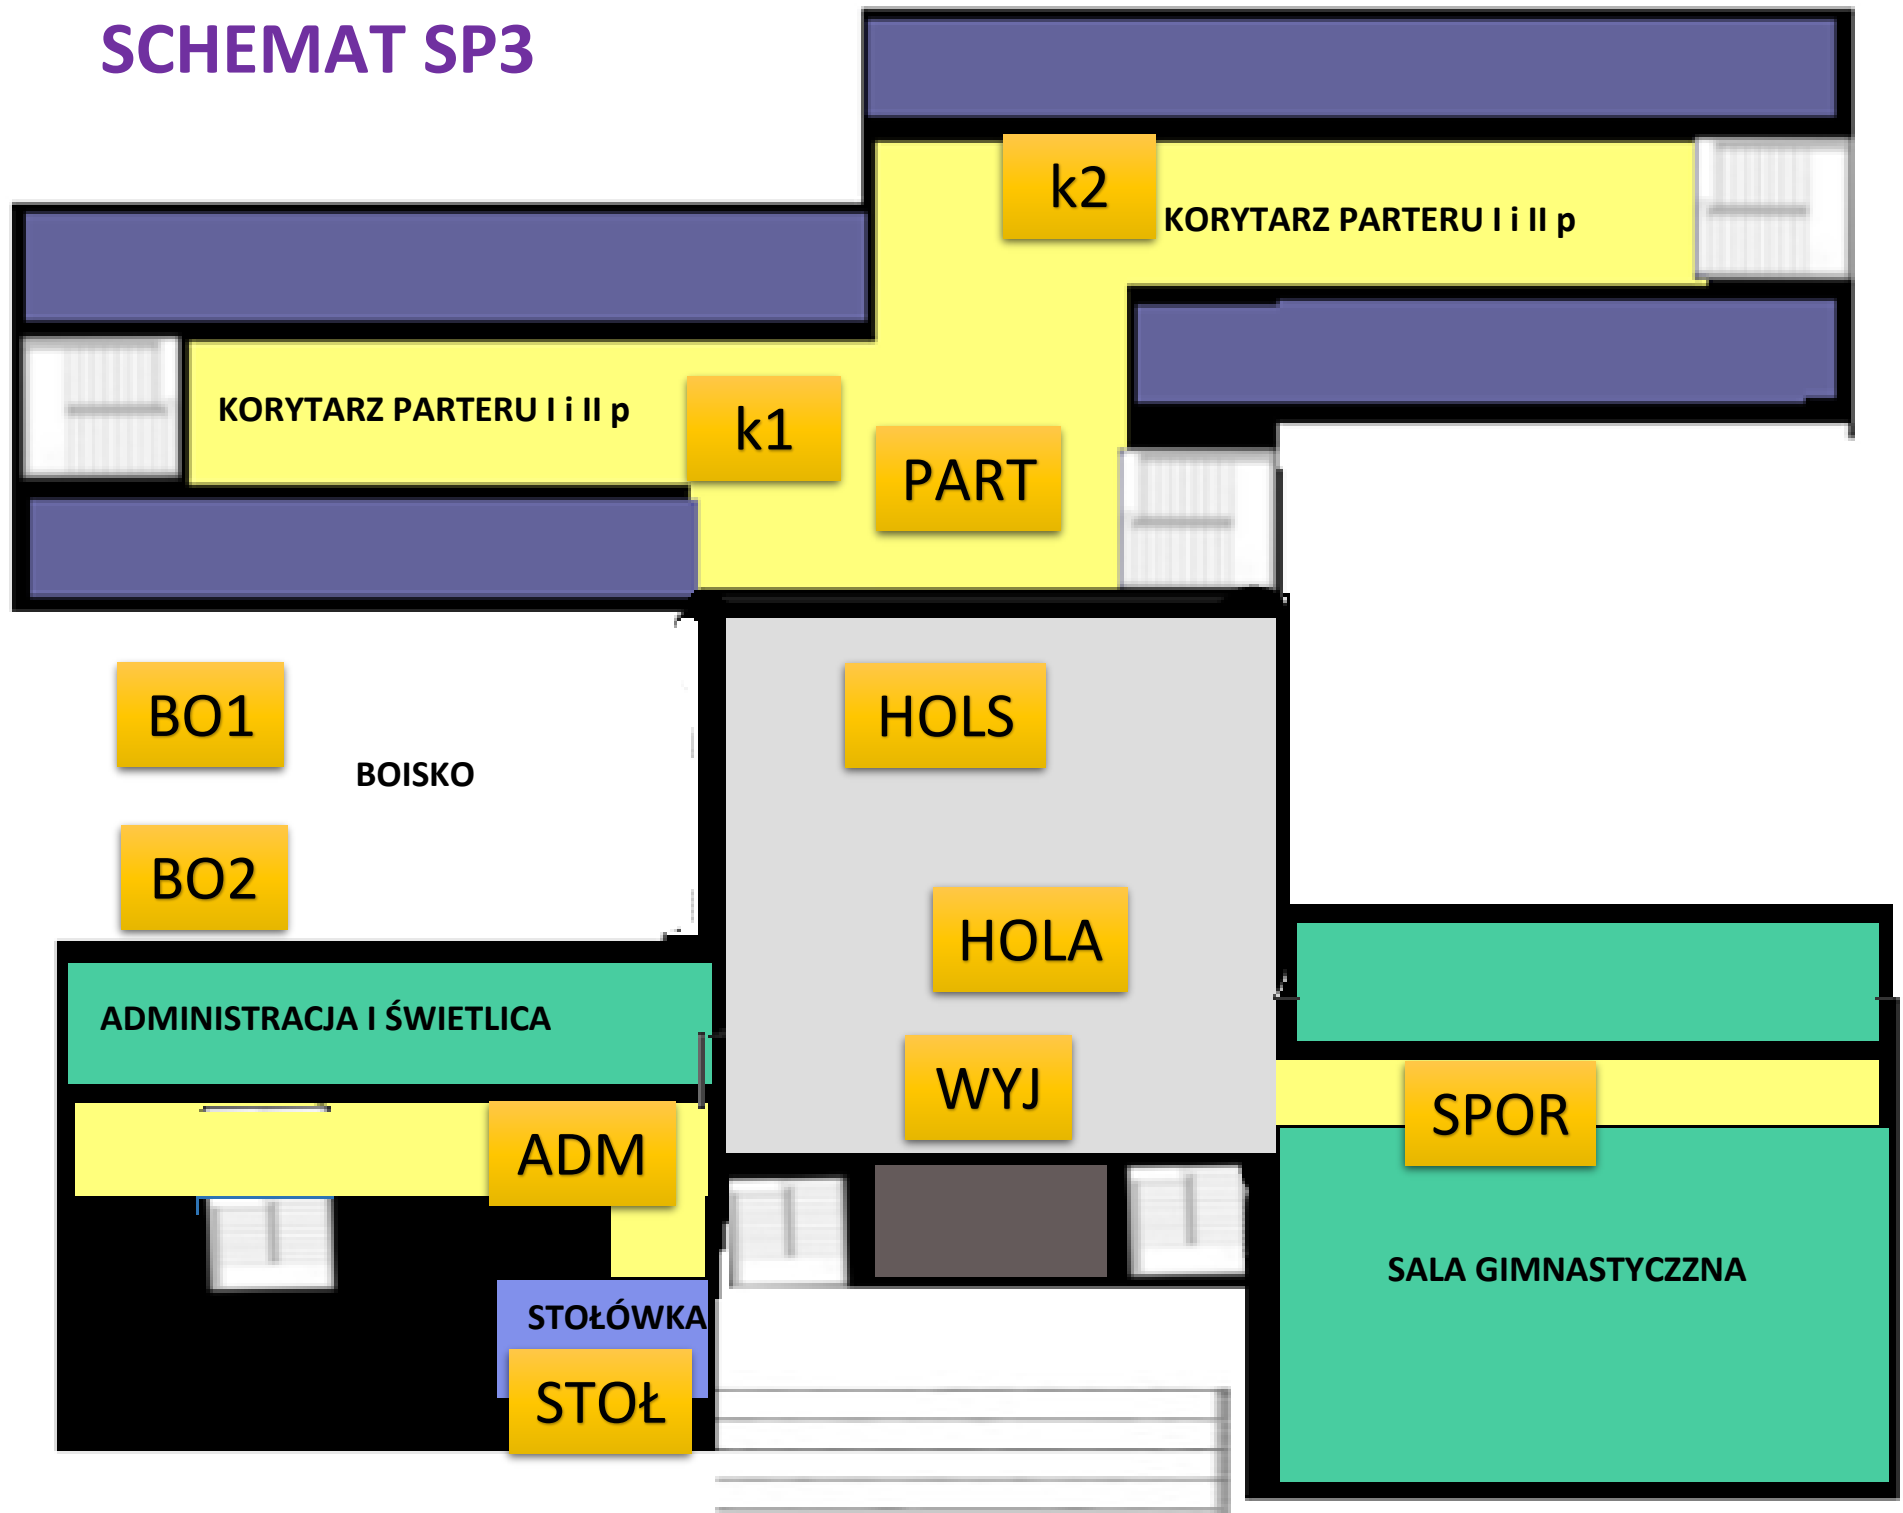 SCHEMAT SP3
k2
KORYTARZ PARTERU I i II p
KORYTARZ PARTERU I i II p
k1
PART
BO1
HOLS
BOISKO
BO2
HOLA
ADMINISTRACJA I ŚWIETLICA
WYJ
SPOR
ADM
SALA GIMNASTYCZZNA
STOŁÓWKA
STOŁ